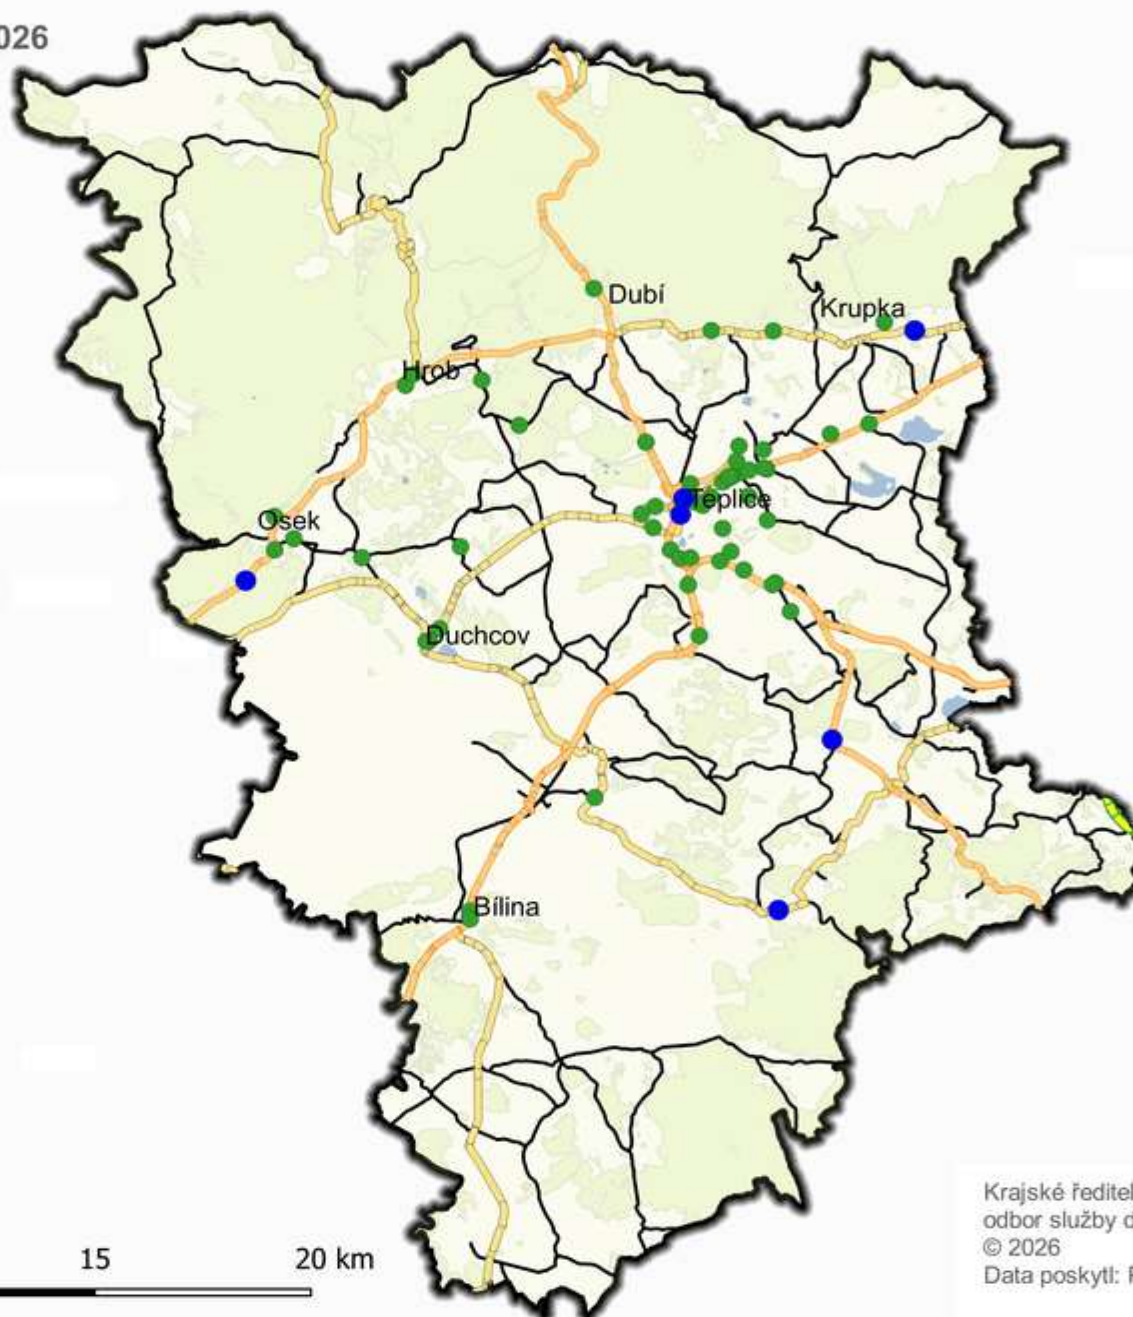 026
Dubí
Krupka
Hrob
Teplice
Osek
Duchcov
Bílina
15 20 km
Krajské ředitel
odbor služby d
© 2026
Data poskytl: P